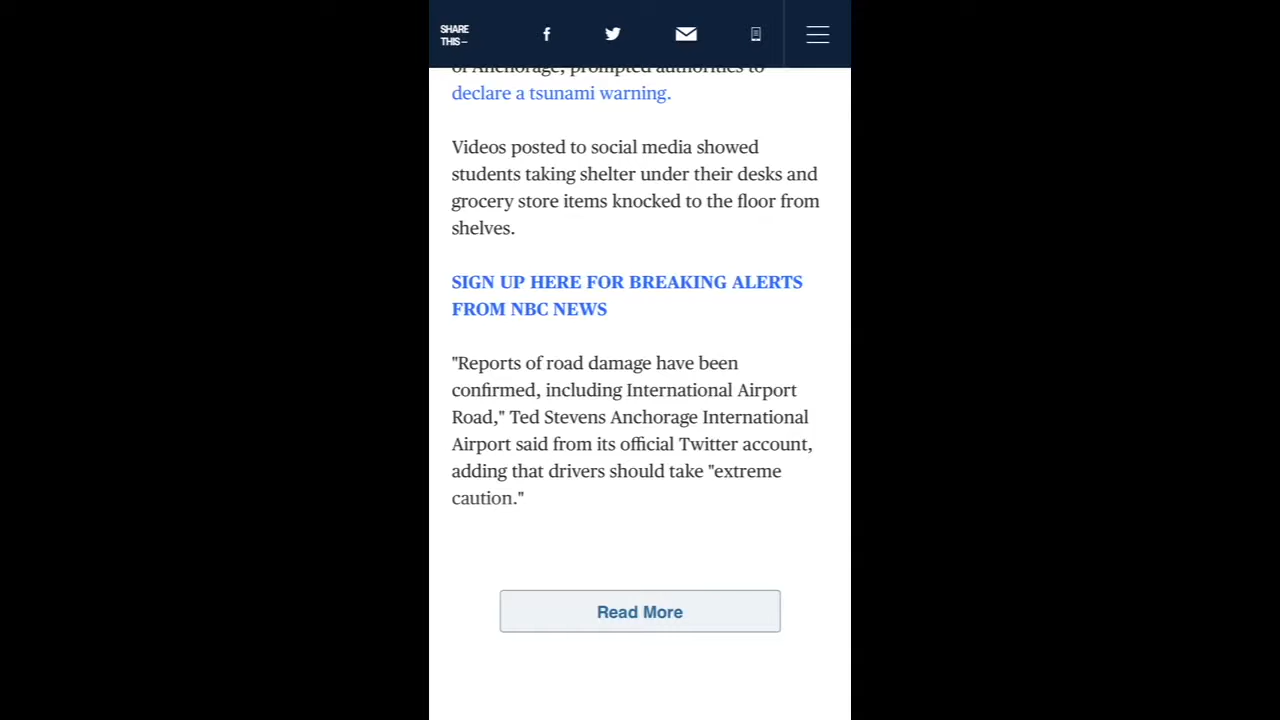 SHARE
THIS —
of Anchorage, prompted authorities to
declare a tsunami warning.
Videos posted to social media showed
students taking shelter under their desks and
grocery store items knocked to the floor from
shelves.
SIGN UP HERE FOR BREAKING ALERTS
FROM NBC NEWS
"Reports of road damage have been
confirmed, including International Airport
Road," Ted Stevens Anchorage International
Airport said from its official Twitter account,
adding that drivers should take "extreme
caution."
Read More